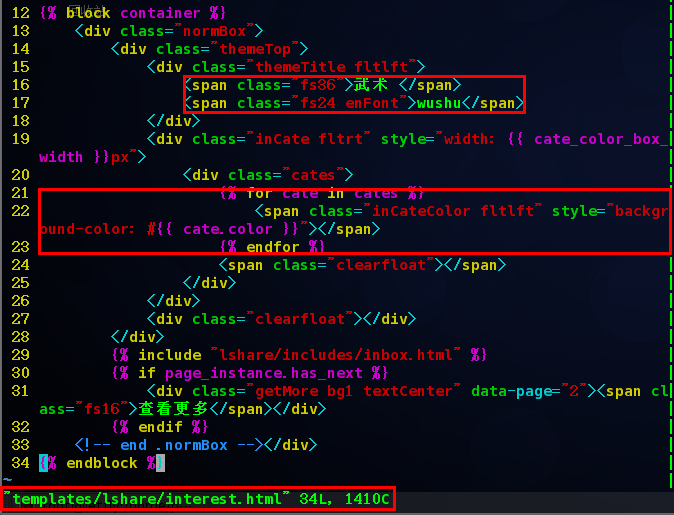 12 {% block container %}
13     <div class="normBox">
14         <div class="themeTop">
15             <div class="themeTitle fltlft">
16                 <span class="fs36">武术 </span>
17                 <span class="fs24 enFont">wushu</span>
18             </div>
19             <div class="inCate fltrt" style="width: {{ cate_color_box_
width }}px">
20                 <div class="cates">
21                     {% for cate in cates %}
22                         <span class="inCateColor fltlft" style="backgr
ound-color: #{{ cate.color }}"></span>
23                     {% endfor %}
24                     <span class="clearfloat"></span>
25                 </div>
26             </div>
27             <div class="clearfloat"></div>
28         </div>
29         {% include "lshare/includes/inbox.html" %}
30         {% if page_instance.has_next %}
31             <div class="getMore bg1 textCenter" data-page="2"><span cl
ass="fs16">查看更多</span></div>
32         {% endif %}
33     <!-- end .normBox --></div>
34 {% endblock %}
~
"templates/lshare/interest.html" 34L, 1410C